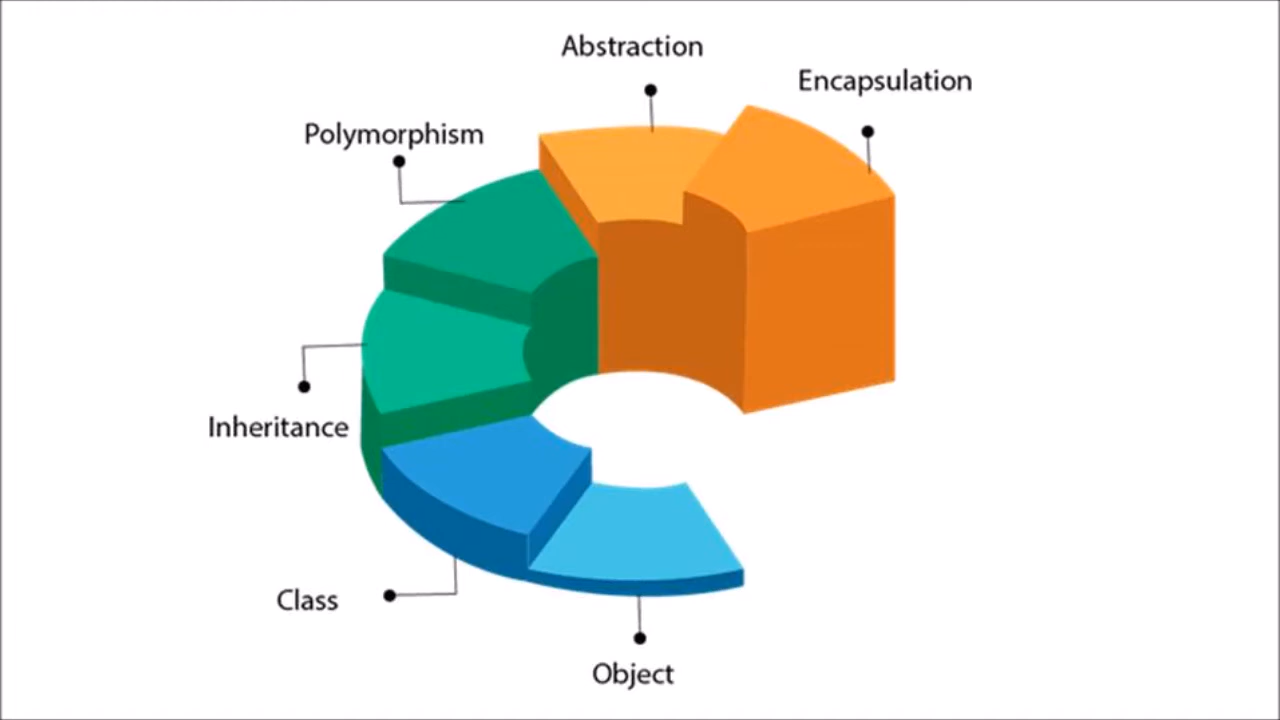 Abstraction
Encapsulation
Polymorphism
Inheritance
Class
Object